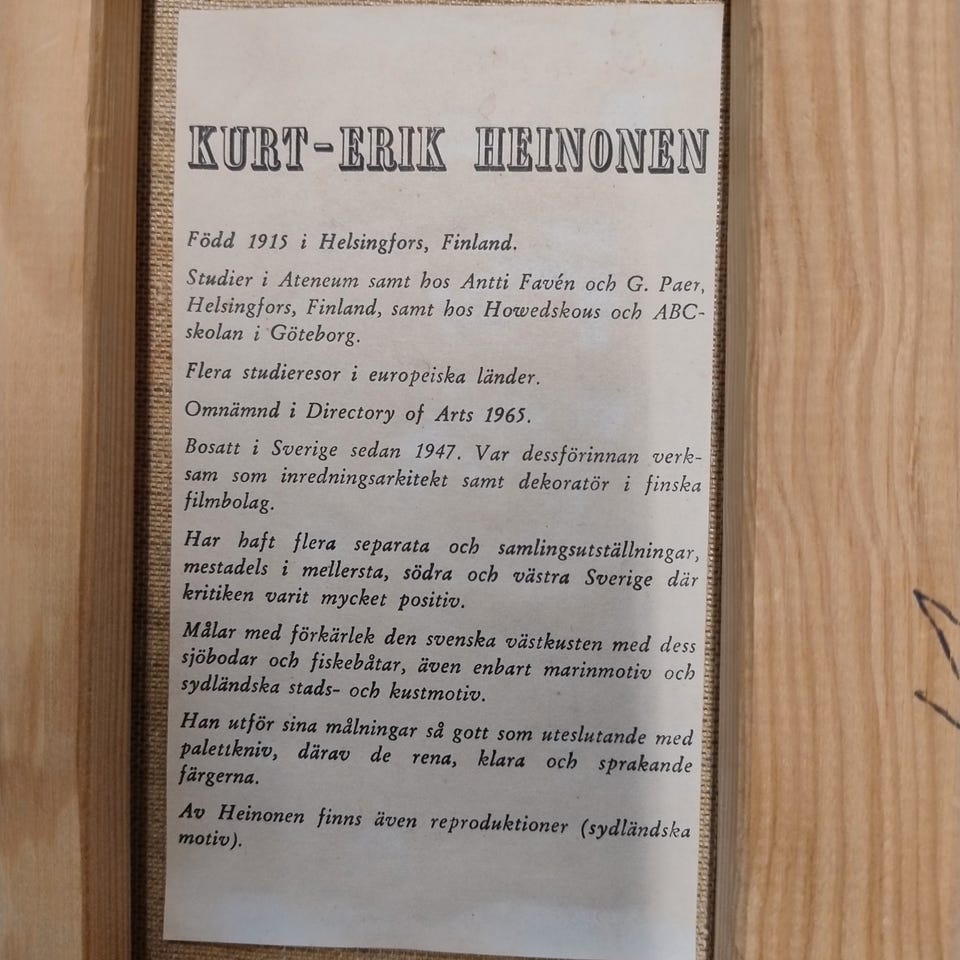 KURT-ERIK HEINONEN
Född 1915 i Helsingfors, Finland.
Studier i Ateneum samt hos Antti Favén och G. Paer,
Helsingfors, Finland, samt hos Howedskous och ABC-
skolan i Göteborg.
Flera studieresor i europeiska länder.
Omnämnd i Directory of Arts 1965.
Bosatt i Sverige sedan 1947. Var dessförinnan verk-
sam som inredningsarkitekt samt dekoratör i finska
filmbolag.
Har haft flera separata och samlingsutställningar,
mestadels i mellersta, södra och västra Sverige där
kritiken varit mycket positiv.
Målar med förkärlek den svenska västkusten med dess
sjöbodar och fiskebåtar, även enbart marinmotiv och
sydländska stads- och kustmotiv.
Han utför sina målningar så gott som uteslutande med
palettkniv, därav de rena, klara och sprakande
färgerna.
Av Heinonen finns även reproduktioner (sydländska
motiv).